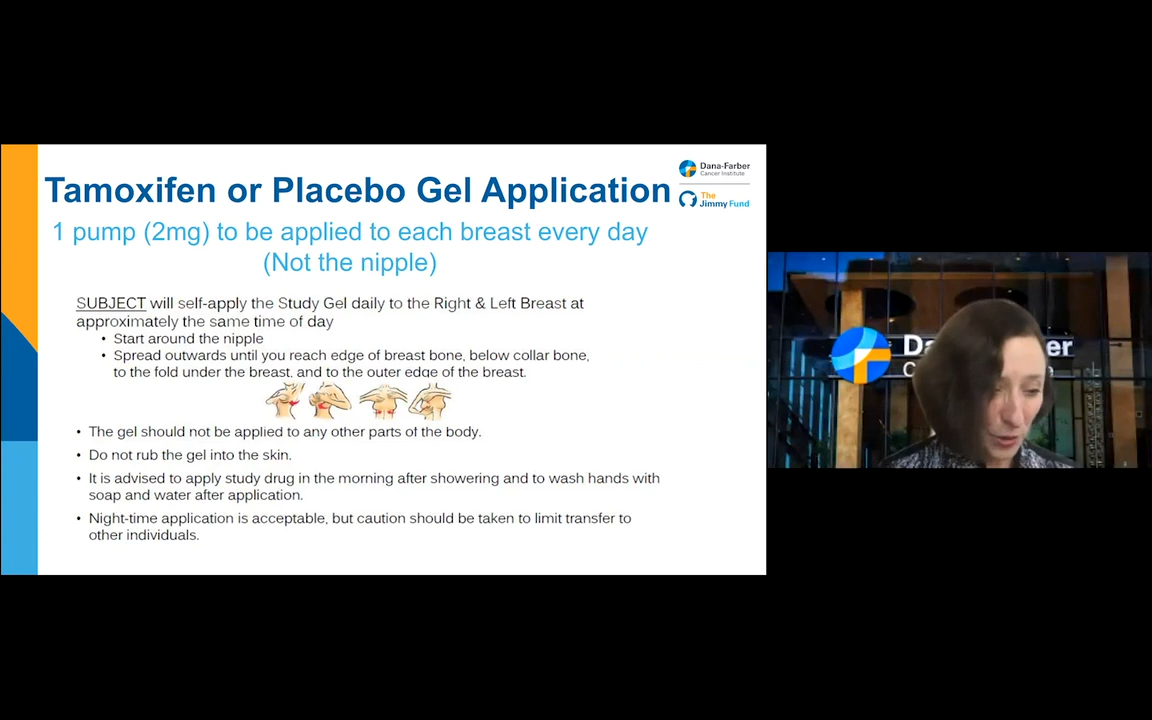 Tamoxifen or Placebo Gel Application
Dana-Farber
Cancer Institute
The
Jimmy Fund
1 pump (2mg) to be applied to each breast every day
(Not the nipple)
SUBJECT will self-apply the Study Gel daily to the Right & Left Breast at
approximately the same time of day
• Start around the nipple
• Spread outwards until you reach edge of breast bone, below collar bone,
to the fold under the breast, and to the outer edge of the breast.
• The gel should not be applied to any other parts of the body.
• Do not rub the gel into the skin.
• It is advised to apply study drug in the morning after showering and to wash hands with
soap and water after application.
• Night-time application is acceptable, but caution should be taken to limit transfer to
other individuals.